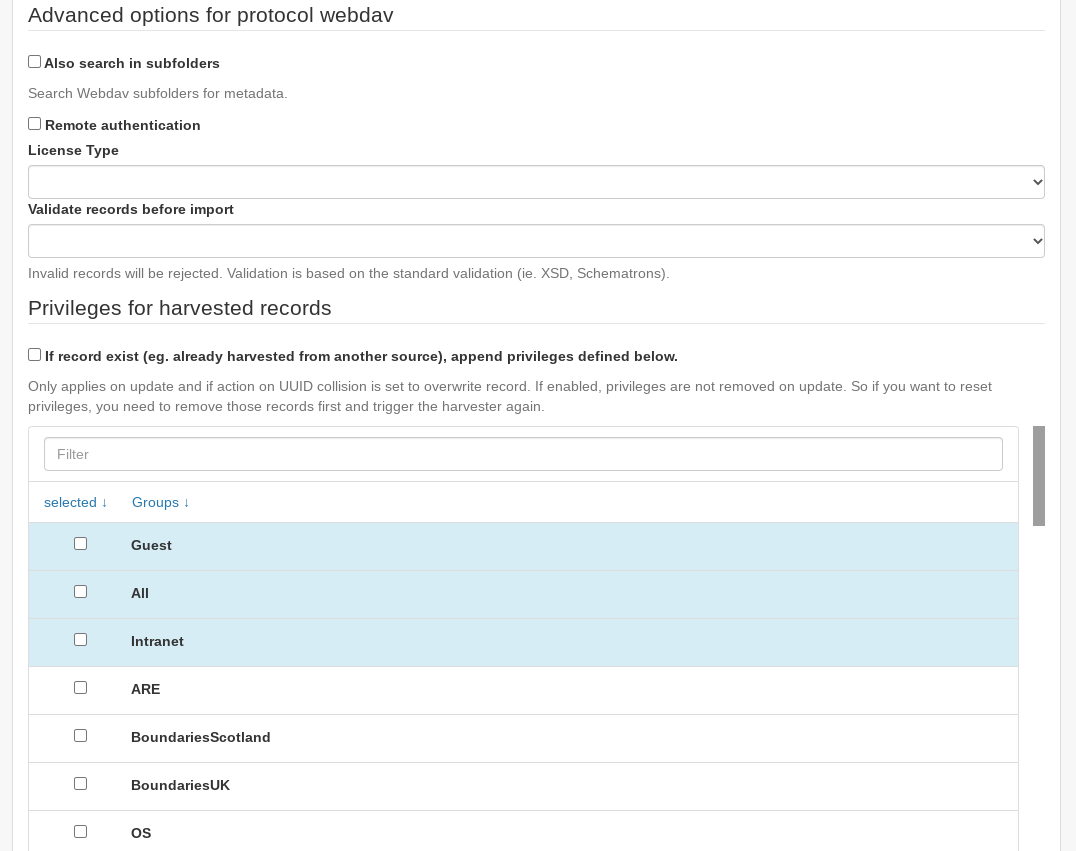 Advanced options for protocol webdav
Also search in subfolders
Search Webdav subfolders for metadata.
Remote authentication
License Type
Validate records before import
Invalid records will be rejected. Validation is based on the standard validation (ie. XSD, Schematrons).
Privileges for harvested records
If record exist (eg. already harvested from another source), append privileges defined below.
Only applies on update and if action on UUID collision is set to overwrite record. If enabled, privileges are not removed on update. So if you want to reset
privileges, you need to remove those records first and trigger the harvester again.
Filter
selected ↓ Groups ↓
Guest
All
Intranet
ARE
BoundariesScotland
BoundariesUK
OS